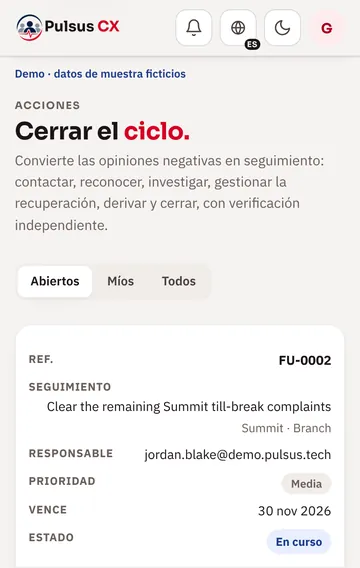 Pulsus CX
ES
G
Demo · datos de muestra ficticios
ACCIONES
Cerrar el ciclo.
Convierte las opiniones negativas en seguimiento:
contactar, reconocer, investigar, gestionar la
recuperación, derivar y cerrar, con verificación
independiente.
Abiertos Míos Todos
REF. FU-0002
SEGUIMIENTO
Clear the remaining Summit till-break complaints
Summit · Branch
RESPONSABLE jordan.blake@demo.pulsus.tech
PRIORIDAD Media
VENCE 30 nov 2026
ESTADO En curso